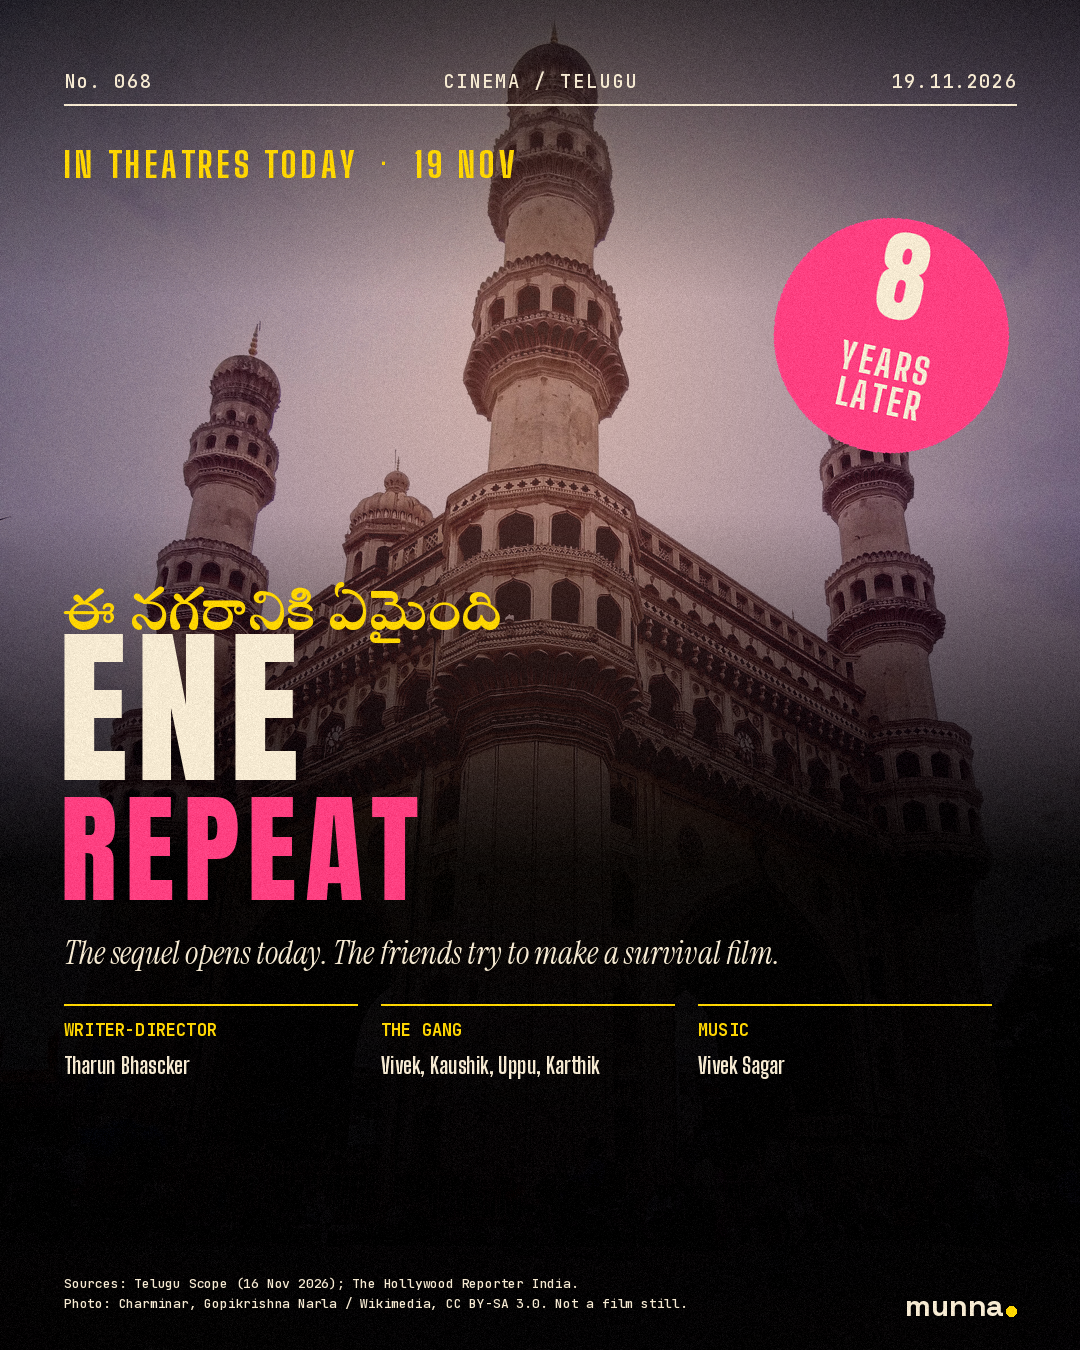 No. 068
CINEMA / TELUGU
19.11.2026
IN THEATRES TODAY · 19 NOV
8
YEARS
LATER
ఈ నగరానికి ఏమైంది
ENE
REPEAT
The sequel opens today. The friends try to make a survival film.
WRITER-DIRECTOR
Tharun Bhascker
THE GANG
Vivek, Kaushik, Uppu, Karthik
MUSIC
Vivek Sagar
Sources: Telugu Scope (16 Nov 2026); The Hollywood Reporter India.
Photo: Charminar, Gopikrishna Narla / Wikimedia, CC BY-SA 3.0. Not a film still.
munna.